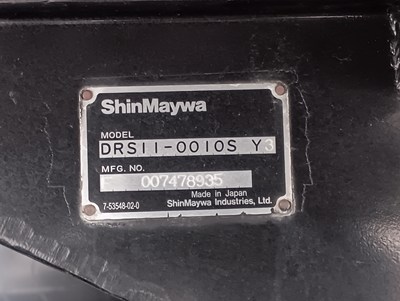 ShinMaywa
MODEL
DRS11-0010S Y3
MFG. NO.
007478935
Made in Japan
7-53548-02-0
ShinMaywa Industries, Ltd.